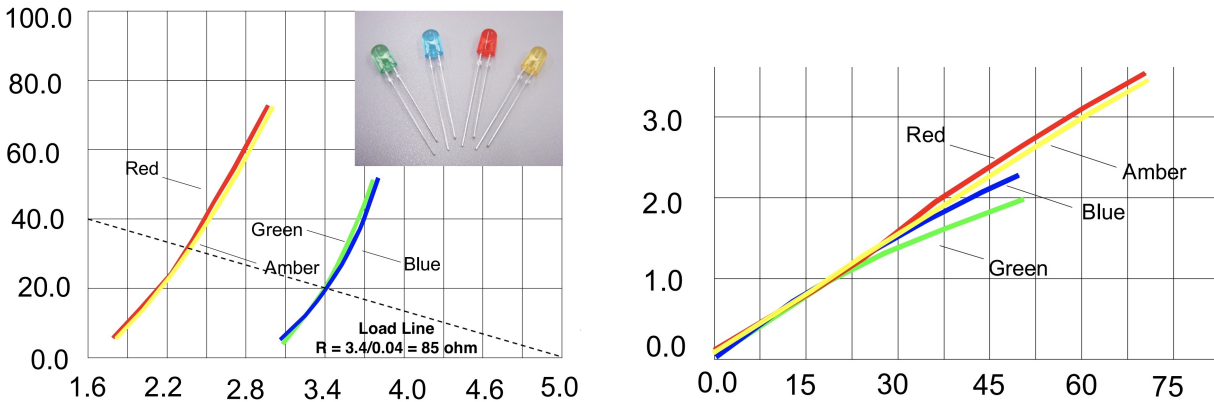 100.0
80.0
60.0
40.0
20.0
0.0
Red
Green
Amber
Blue
Load Line
R = 3.4/0.04 = 85 ohm
1.6 2.2 2.8 3.4 4.0 4.6 5.0
3.0
2.0
1.0
0.0
Red
Amber
Blue
Green
0.0 15 30 45 60 75